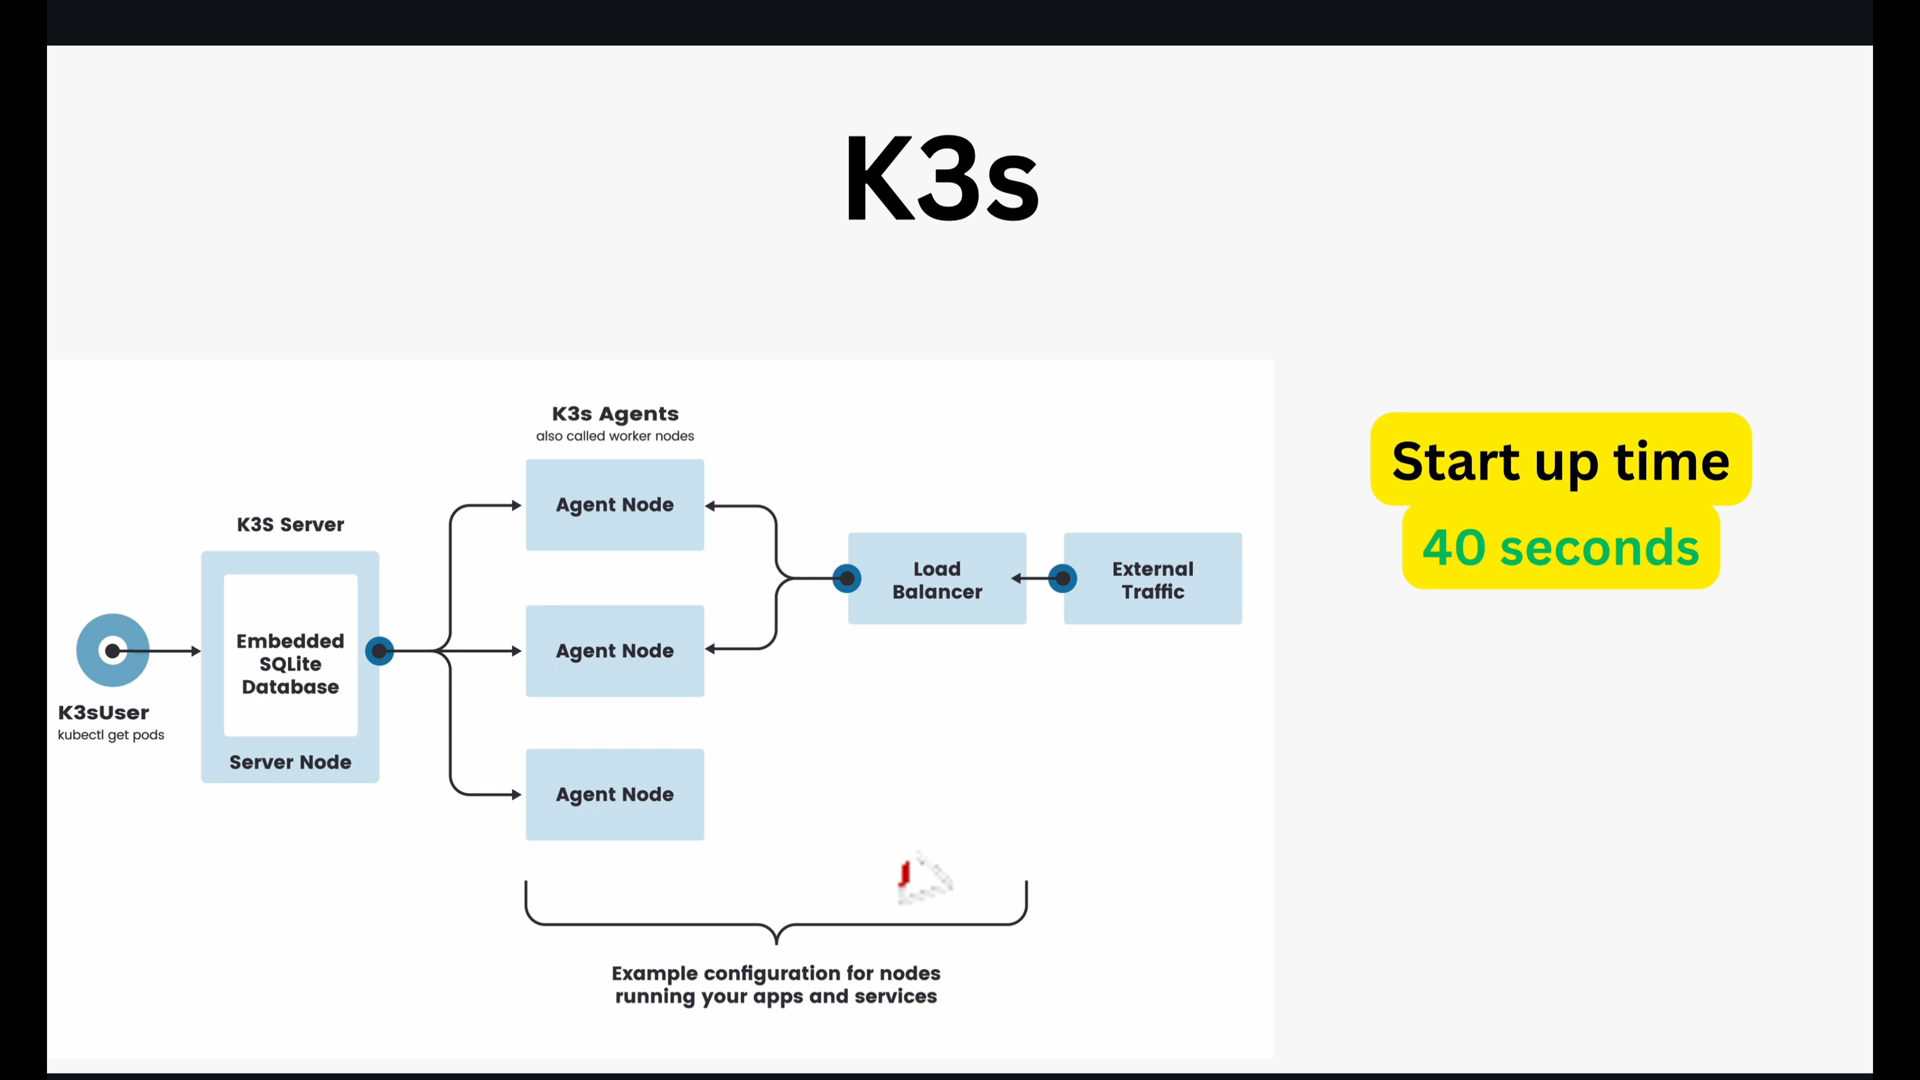 K3s
K3s Agents
also called worker nodes
Agent Node
Agent Node
Agent Node
K3S Server
Embedded
SQLite
Database
Server Node
K3sUser
kubectl get pods
Load
Balancer
External
Traffic
Example configuration for nodes
running your apps and services
Start up time
40 seconds